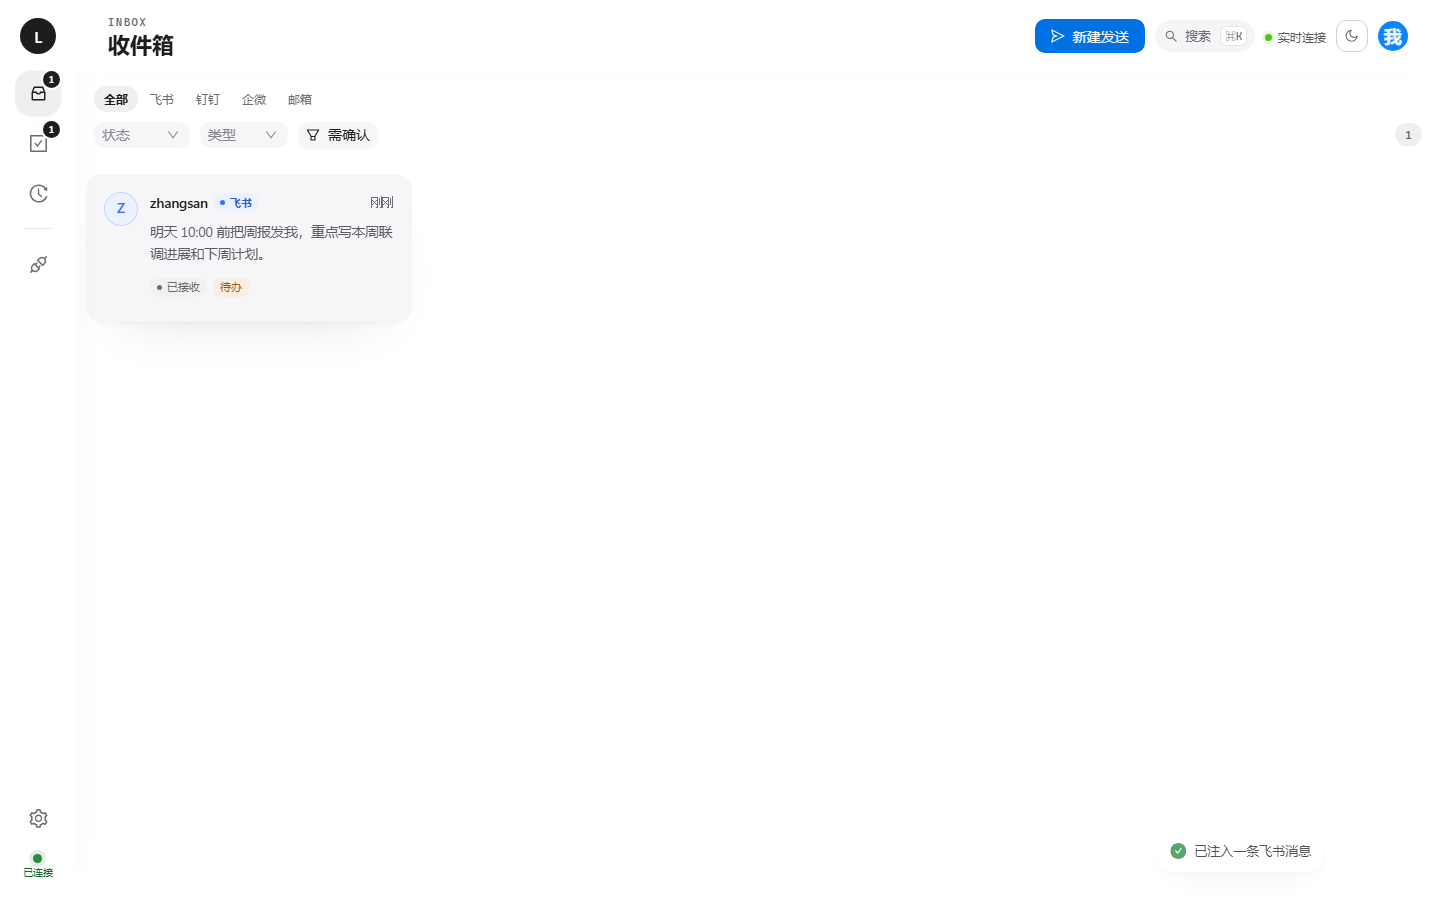 L
INBOX
收件箱
新建发送
搜索 ⌘K
实时连接
我
1
1
全部 飞书 钉钉 企微 邮箱
状态 类型 需确认
1
Z
zhangsan 飞书 刚刚
明天 10:00 前把周报发我，重点写本周联
调进展和下周计划。
已接收 待办
已连接
已注入一条飞书消息